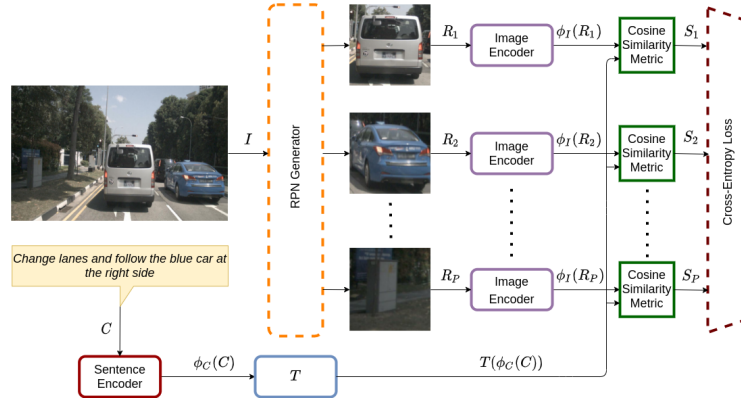 R_1
Image
Encoder
ϕ_I(R_1)
Cosine
Similarity
Metric
S_1
I
RPN Generator
R_2
Image
Encoder
ϕ_I(R_2)
Cosine
Similarity
Metric
S_2
Cross-Entropy Loss
Change lanes and follow the blue car at
the right side
R_P
Image
Encoder
ϕ_I(R_P)
Cosine
Similarity
Metric
S_P
C
Sentence
Encoder
ϕ_C(C)
T
T(ϕ_C(C))